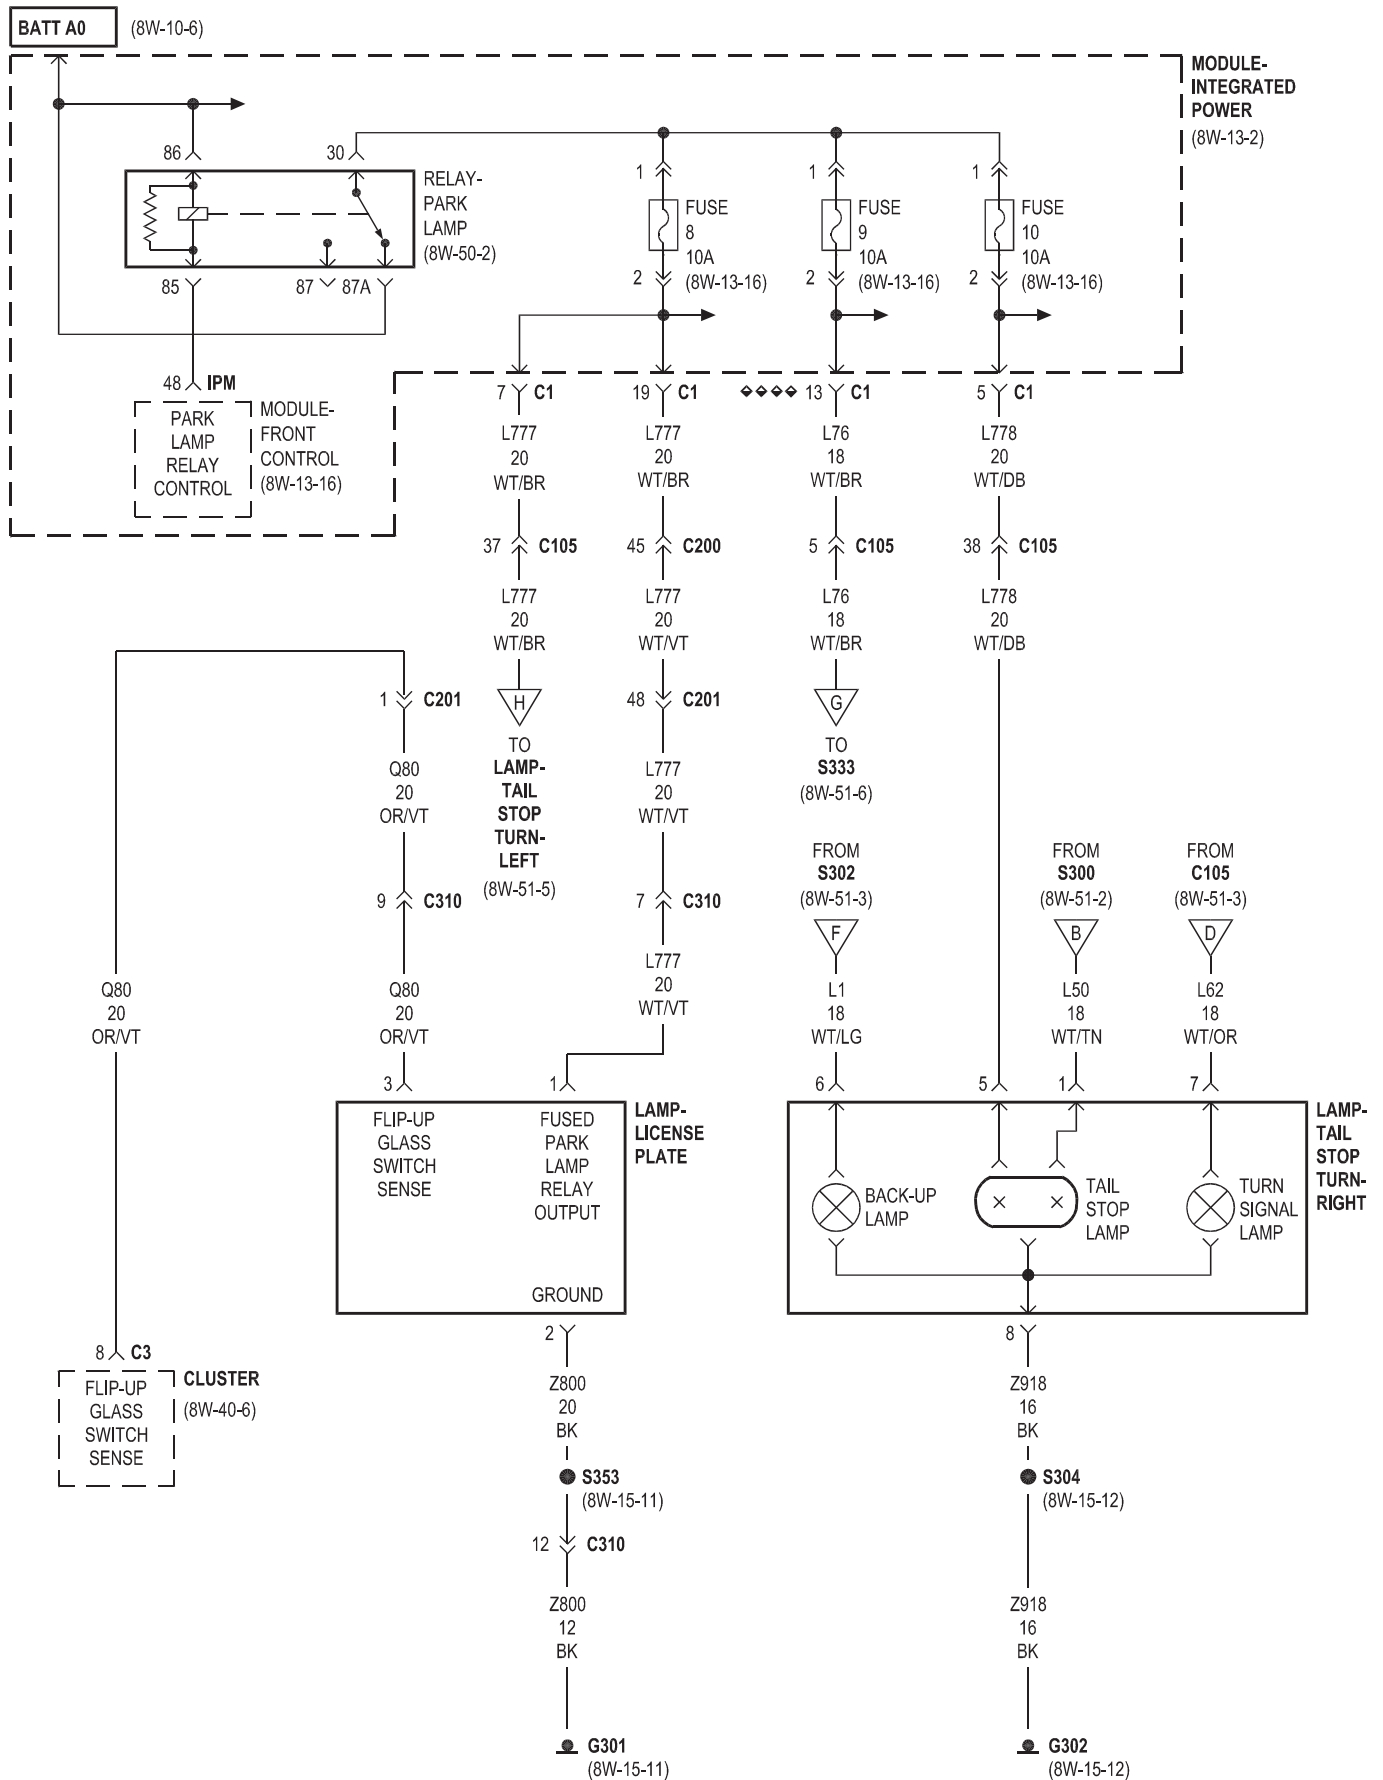 BATT A0 (8W-10-6)
MODULE-
INTEGRATED
POWER
(8W-13-2)
86
30
RELAY-
PARK
LAMP
(8W-50-2)
85
87
87A
1
FUSE
8
10A
(8W-13-16)
2
1
FUSE
9
10A
(8W-13-16)
2
1
FUSE
10
10A
(8W-13-16)
2
48 IPM
PARK
LAMP
RELAY
CONTROL
MODULE-
FRONT
CONTROL
(8W-13-16)
7 C1
19 C1
13 C1
5 C1
L777
20
WT/BR
L777
20
WT/BR
L76
18
WT/BR
L778
20
WT/DB
37 C105
45 C200
5 C105
38 C105
L777
20
WT/BR
L777
20
WT/VT
L76
18
WT/BR
L778
20
WT/DB
1 C201
H
48 C201
G
TO
LAMP-
TAIL
STOP
TURN-
LEFT
(8W-51-5)
TO
S333
(8W-51-6)
Q80
20
OR/VT
L777
20
WT/VT
FROM
S302
(8W-51-3)
FROM
S300
(8W-51-2)
FROM
C105
(8W-51-3)
9 C310
7 C310
F
B
D
Q80
20
OR/VT
Q80
20
OR/VT
L777
20
WT/VT
L1
18
WT/LG
L50
18
WT/TN
L62
18
WT/OR
3
1
6
5
1
7
FLIP-UP
GLASS
SWITCH
SENSE
FUSED
PARK
LAMP
RELAY
OUTPUT
GROUND
LAMP-
LICENSE
PLATE
BACK-UP
LAMP
TAIL
STOP
LAMP
TURN
SIGNAL
LAMP
LAMP-
TAIL
STOP
TURN-
RIGHT
2
8
8 C3
FLIP-UP
GLASS
SWITCH
SENSE
CLUSTER
(8W-40-6)
Z800
20
BK
Z918
16
BK
S353
(8W-15-11)
S304
(8W-15-12)
12 C310
Z800
12
BK
Z918
16
BK
G301
(8W-15-11)
G302
(8W-15-12)